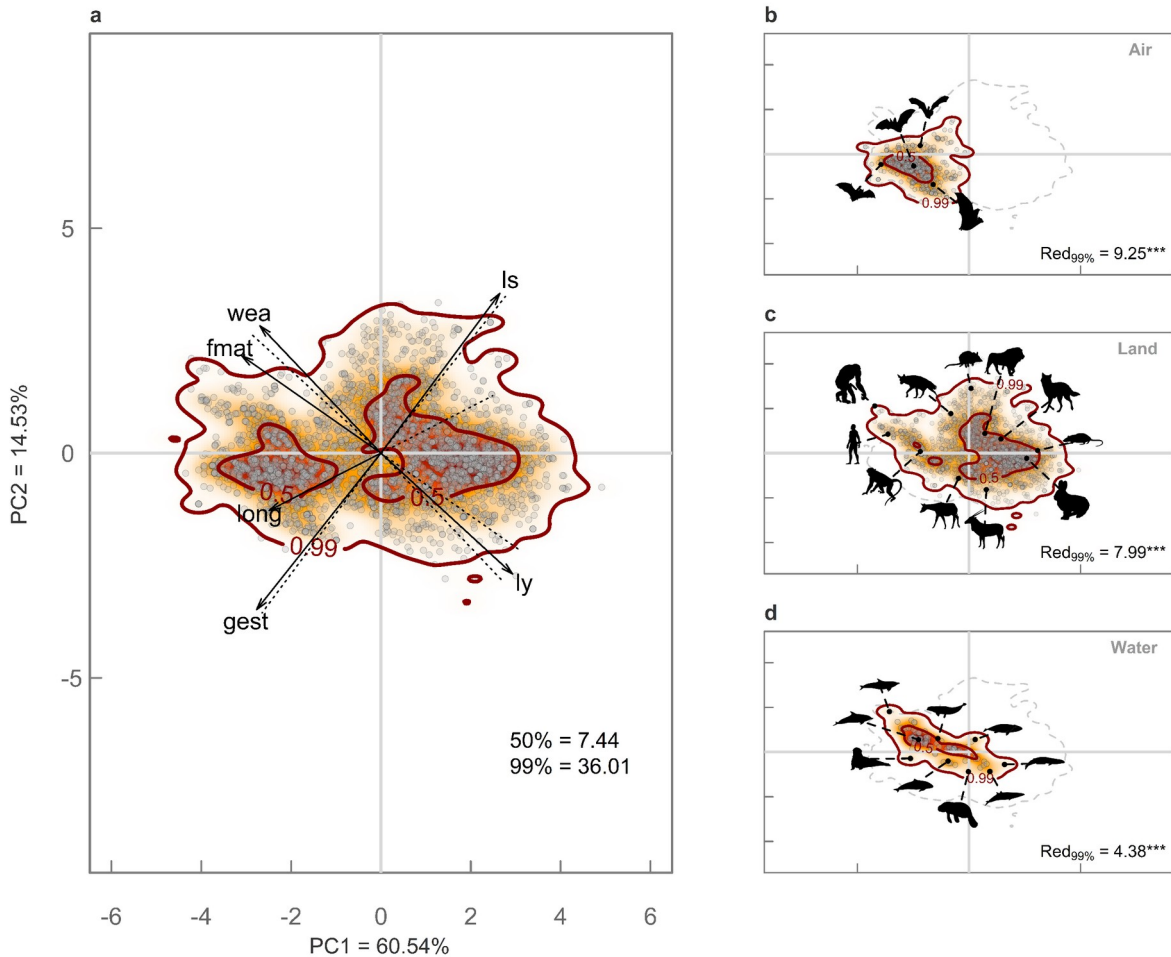 a
5
0
-5
PC2 = 14.53%
wea
fmat
ls
long
gest
ly
0.5
0.5
0.99
50% = 7.44
99% = 36.01
-6
-4
-2
0
2
4
6
PC1 = 60.54%
b
Air
0.5
0.99
Red99% = 9.25***
c
Land
0.99
0.5
Red99% = 7.99***
d
Water
0.5
0.99
Red99% = 4.38***